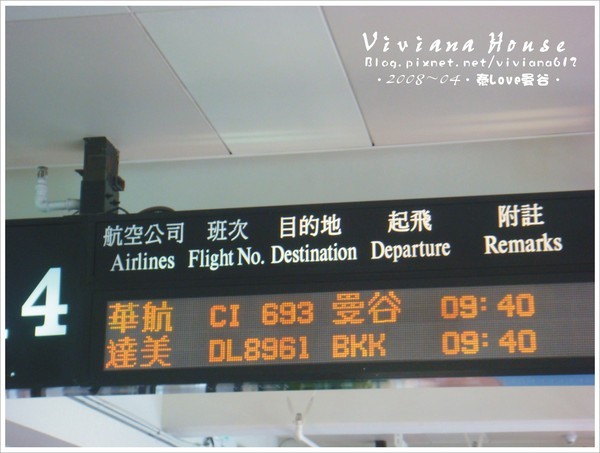 Viviana House
Blog.pixnet.net/viviana612
·2008~04·泰Love曼谷·
航空公司 班次 目的地 起飛 附註
Airlines Flight No. Destination Departure Remarks
4
華航 CI 693 曼谷 09:40
達美 DL8961 BKK 09:40